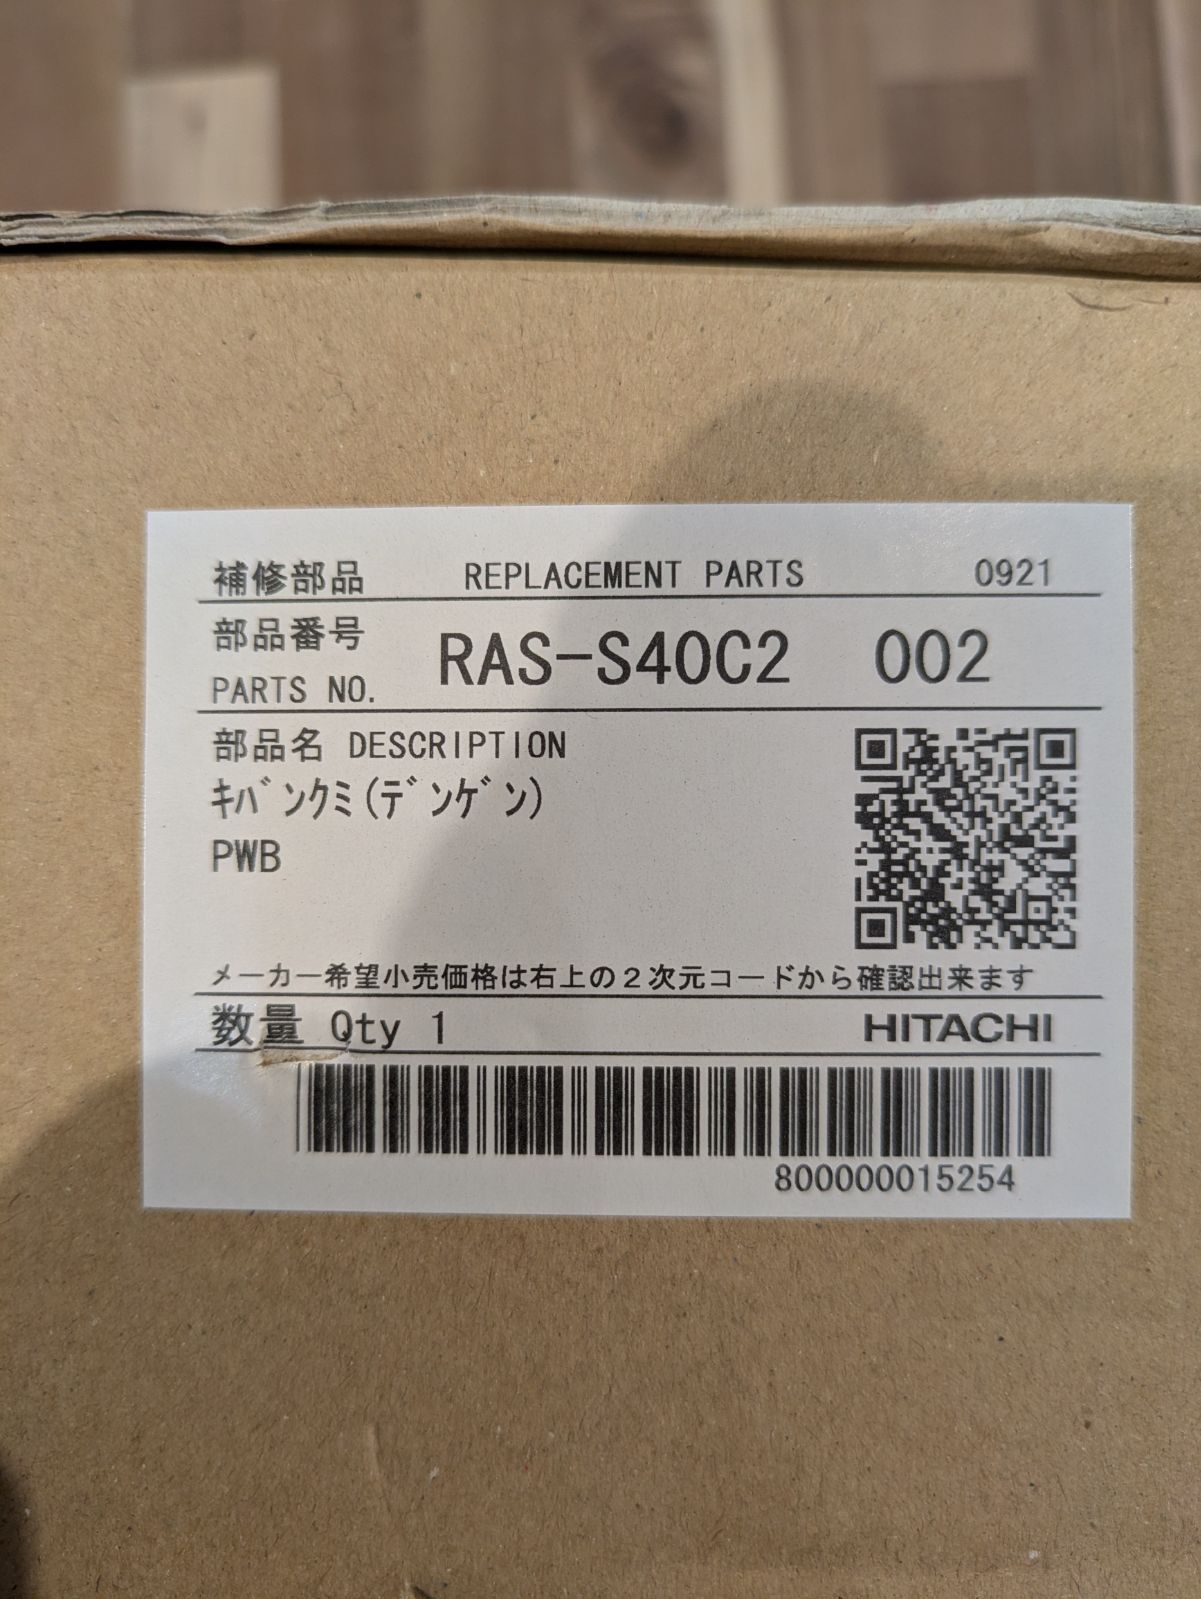 補修部品 REPLACEMENT PARTS 0921
部品番号
PARTS NO. RAS-S40C2 002
部品名 DESCRIPTION
ｷﾊﾞﾝｸﾐ(ﾃﾞﾝｹﾞﾝ)
PWB
メーカー希望小売価格は右上の２次元コードから確認出来ます
数量 Qty 1 HITACHI
800000015254